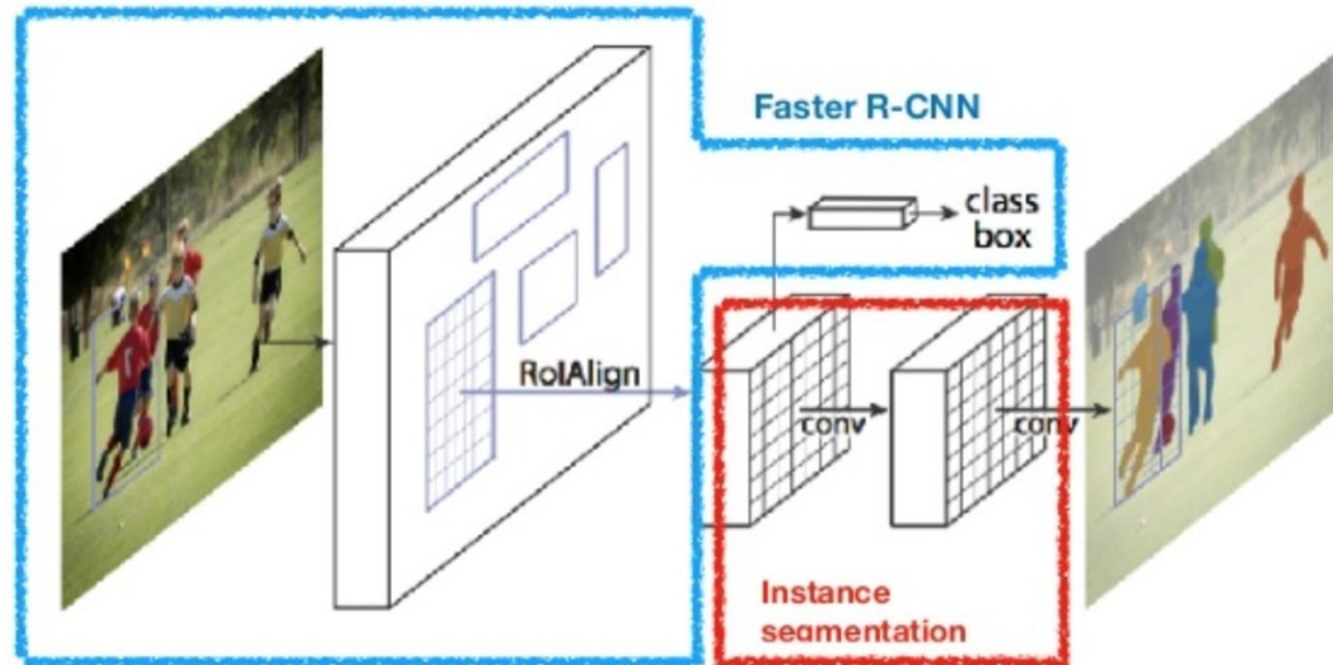 Faster R-CNN
class
box
RoIAlign
conv
conv
Instance
segmentation